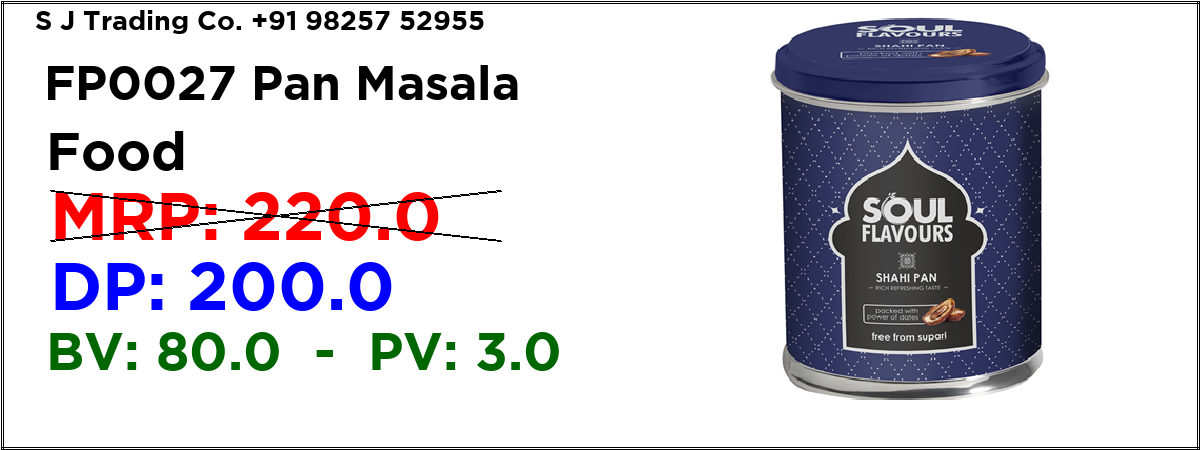 S J Trading Co. +91 98257 52955
FP0027 Pan Masala
Food
MRP: 220.0
DP: 200.0
BV: 80.0 - PV: 3.0
SOUL
FLAVOURS
SHAHI PAN
SOUL
FLAVOURS
SHAHI PAN
RICH REFRESHING TASTE
packed with
power of dates
free from supari